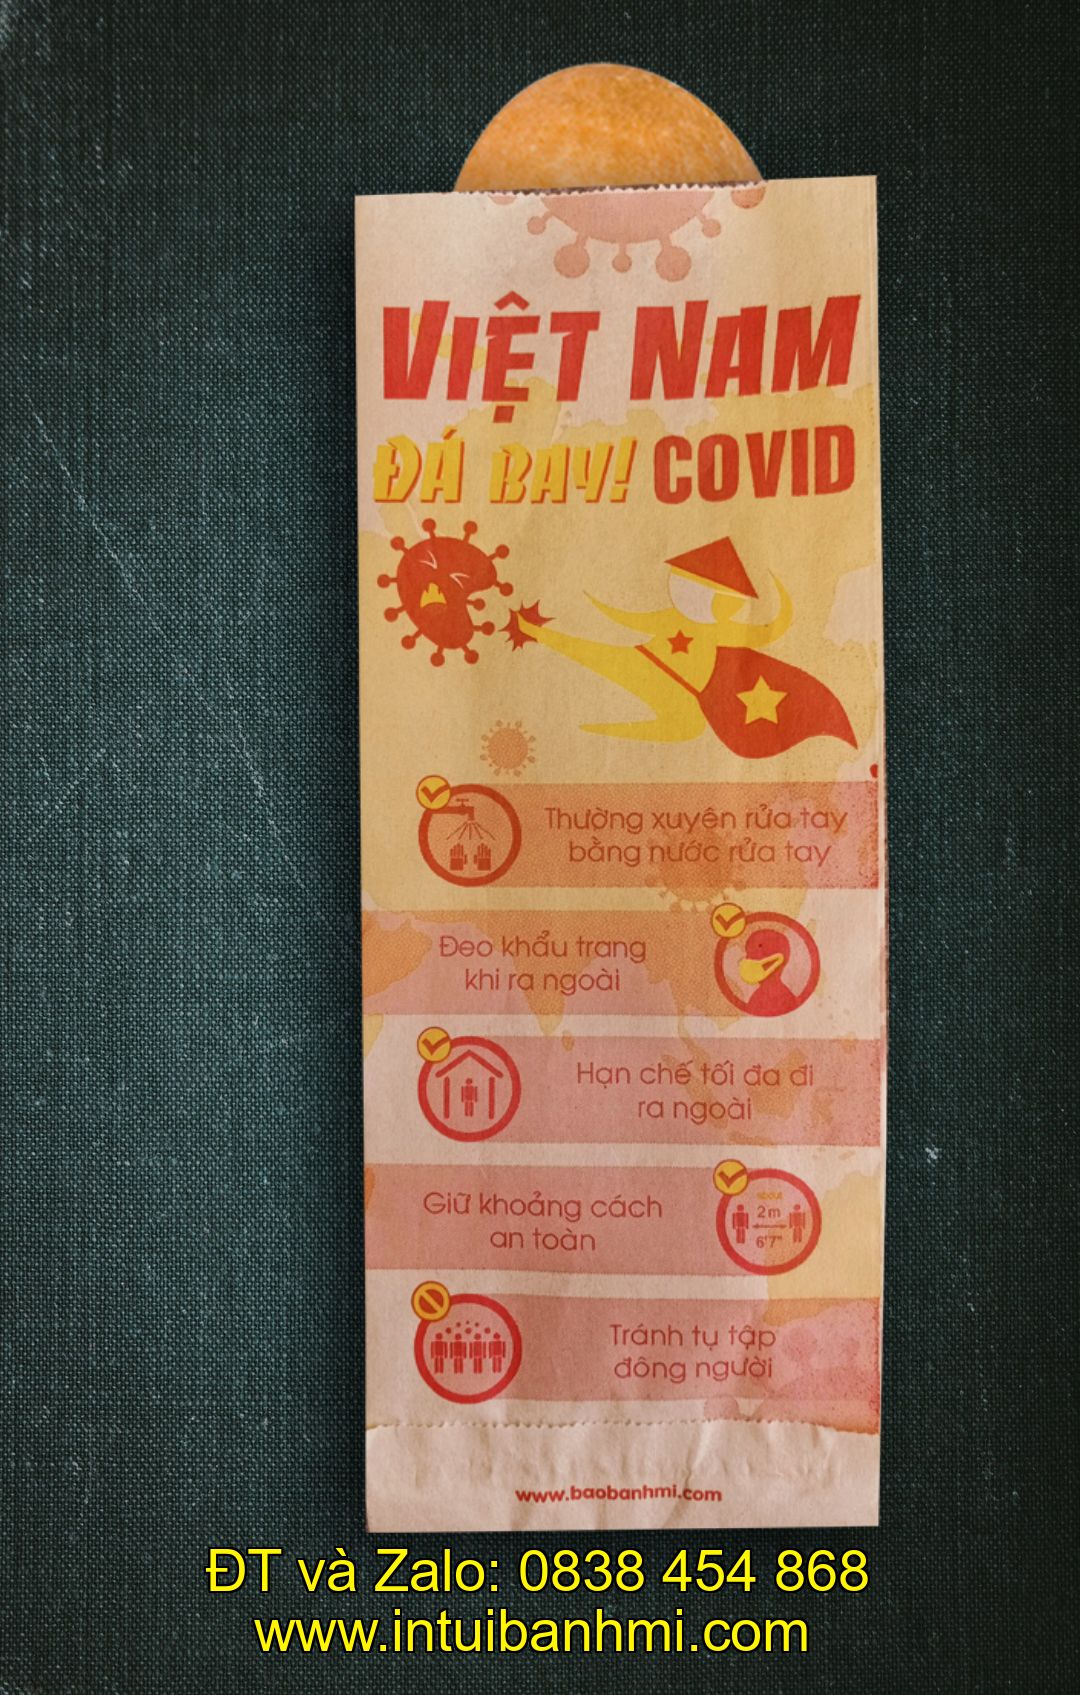 VIỆT NAM
ĐÁ BAY! COVID
Thường xuyên rửa tay
bằng nước rửa tay
Đeo khẩu trang
khi ra ngoài
Hạn chế tối đa đi
ra ngoài
Giữ khoảng cách
an toàn
about
2m
6'7"
Tránh tụ tập
đông người
www.baobanhmi.com
ĐT và Zalo: 0838 454 868
www.intuibanhmi.com